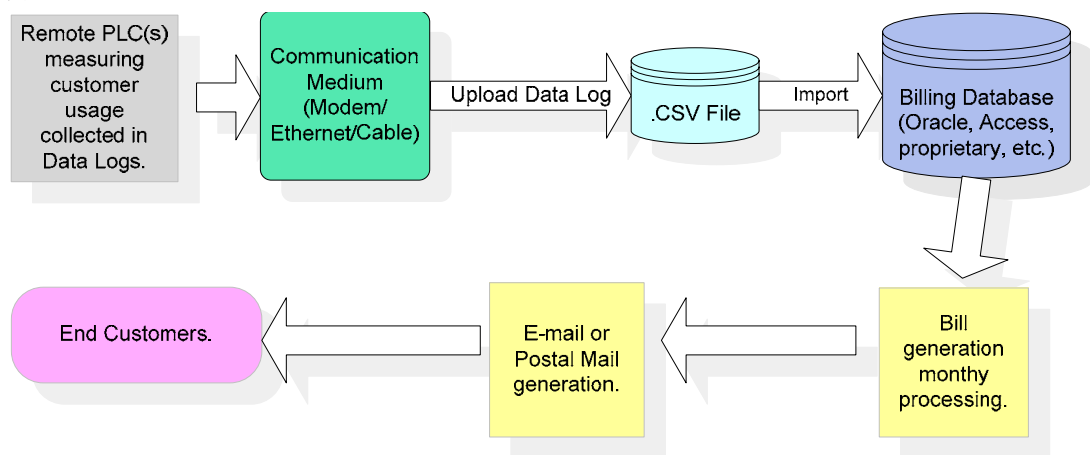 Remote PLC(s)
measuring
customer
usage
collected in
Data Logs.
Communication
Medium
(Modem/
Ethernet/Cable)
Upload Data Log
.CSV File
Import
Billing Database
(Oracle, Access,
proprietary, etc.)
Bill
generation
monthy
processing.
E-mail or
Postal Mail
generation.
End Customers.